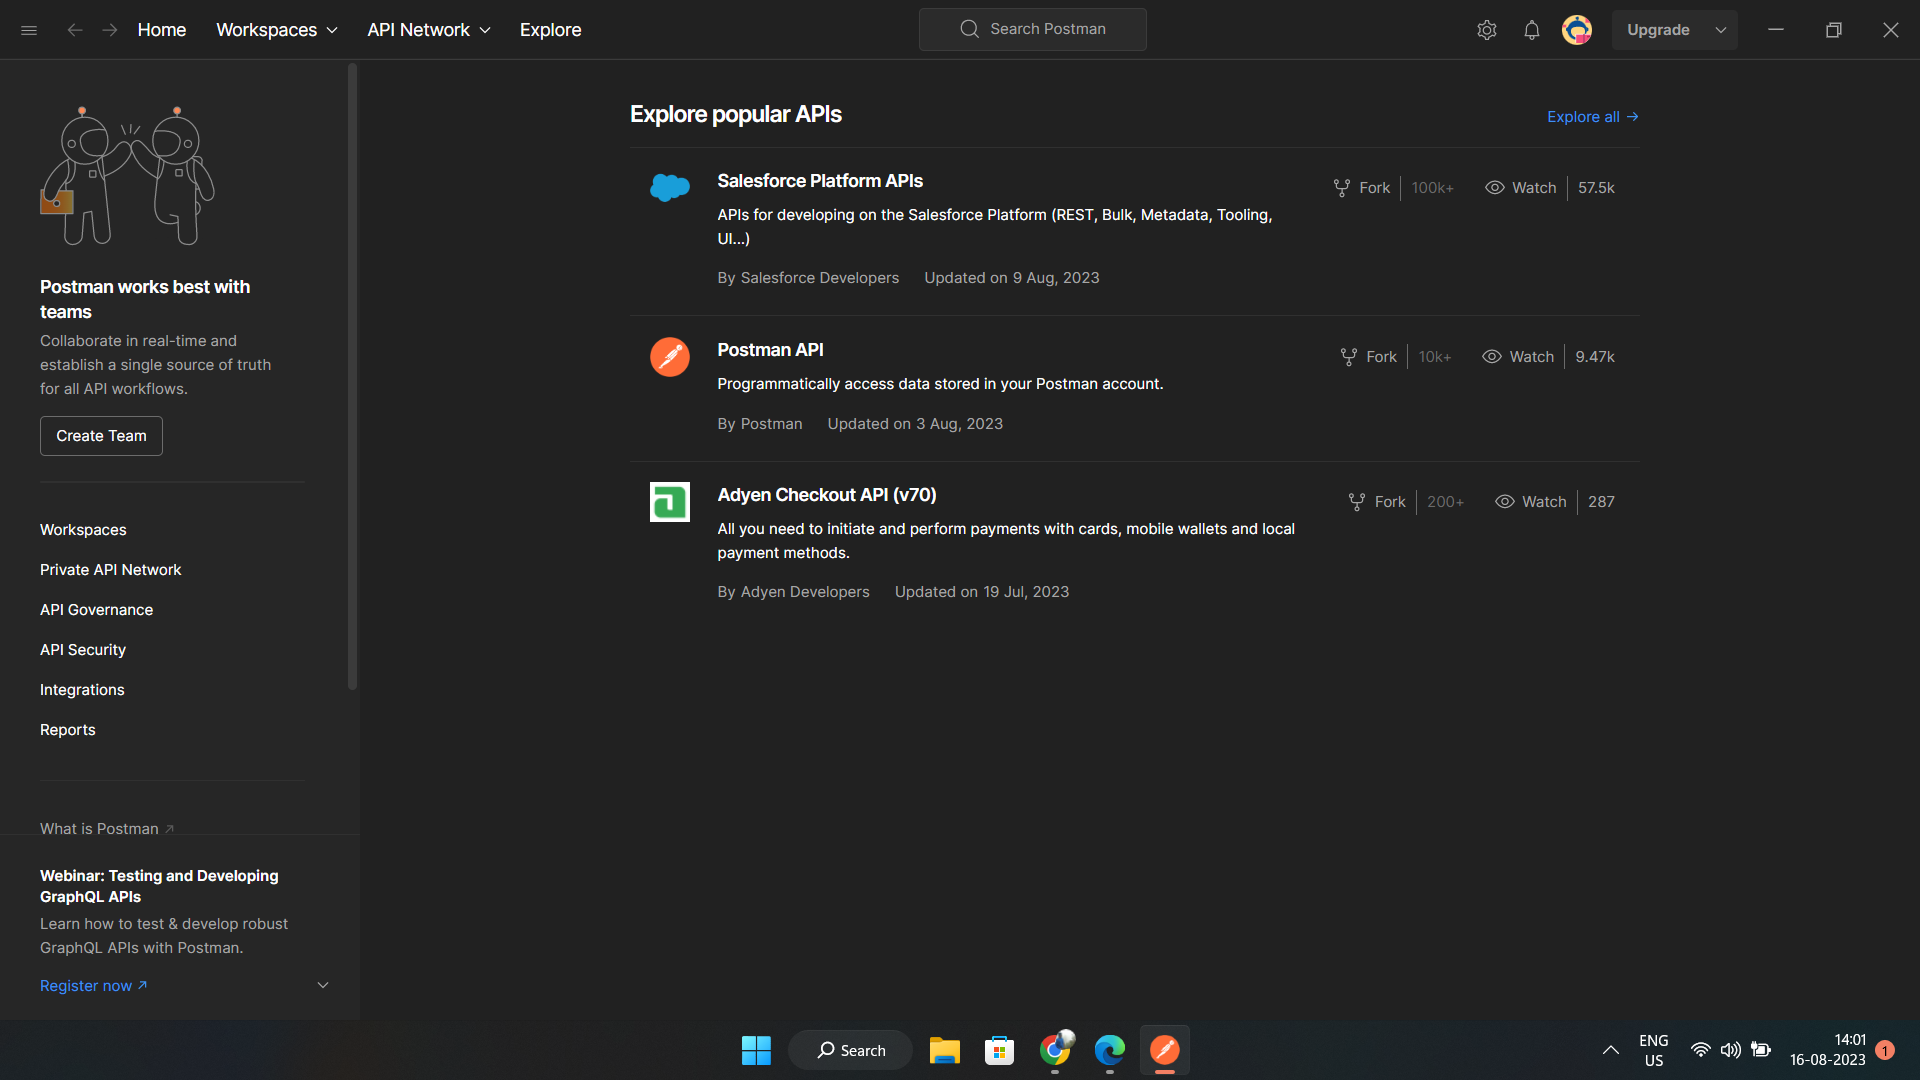 Home
Workspaces
API Network
Explore
Search Postman
Upgrade
Postman works best with
teams
Collaborate in real-time and
establish a single source of truth
for all API workflows.
Create Team
Workspaces
Private API Network
API Governance
API Security
Integrations
Reports
What is Postman ↗
Webinar: Testing and Developing
GraphQL APIs
Learn how to test & develop robust
GraphQL APIs with Postman.
Register now ↗
Explore popular APIs
Explore all →
Salesforce Platform APIs
Fork 100k+ Watch 57.5k
APIs for developing on the Salesforce Platform (REST, Bulk, Metadata, Tooling,
UI...)
By Salesforce Developers Updated on 9 Aug, 2023
Postman API
Fork 10k+ Watch 9.47k
Programmatically access data stored in your Postman account.
By Postman Updated on 3 Aug, 2023
Adyen Checkout API (v70)
Fork 200+ Watch 287
All you need to initiate and perform payments with cards, mobile wallets and local
payment methods.
By Adyen Developers Updated on 19 Jul, 2023
Search
ENG
US
14:01
16-08-2023
1